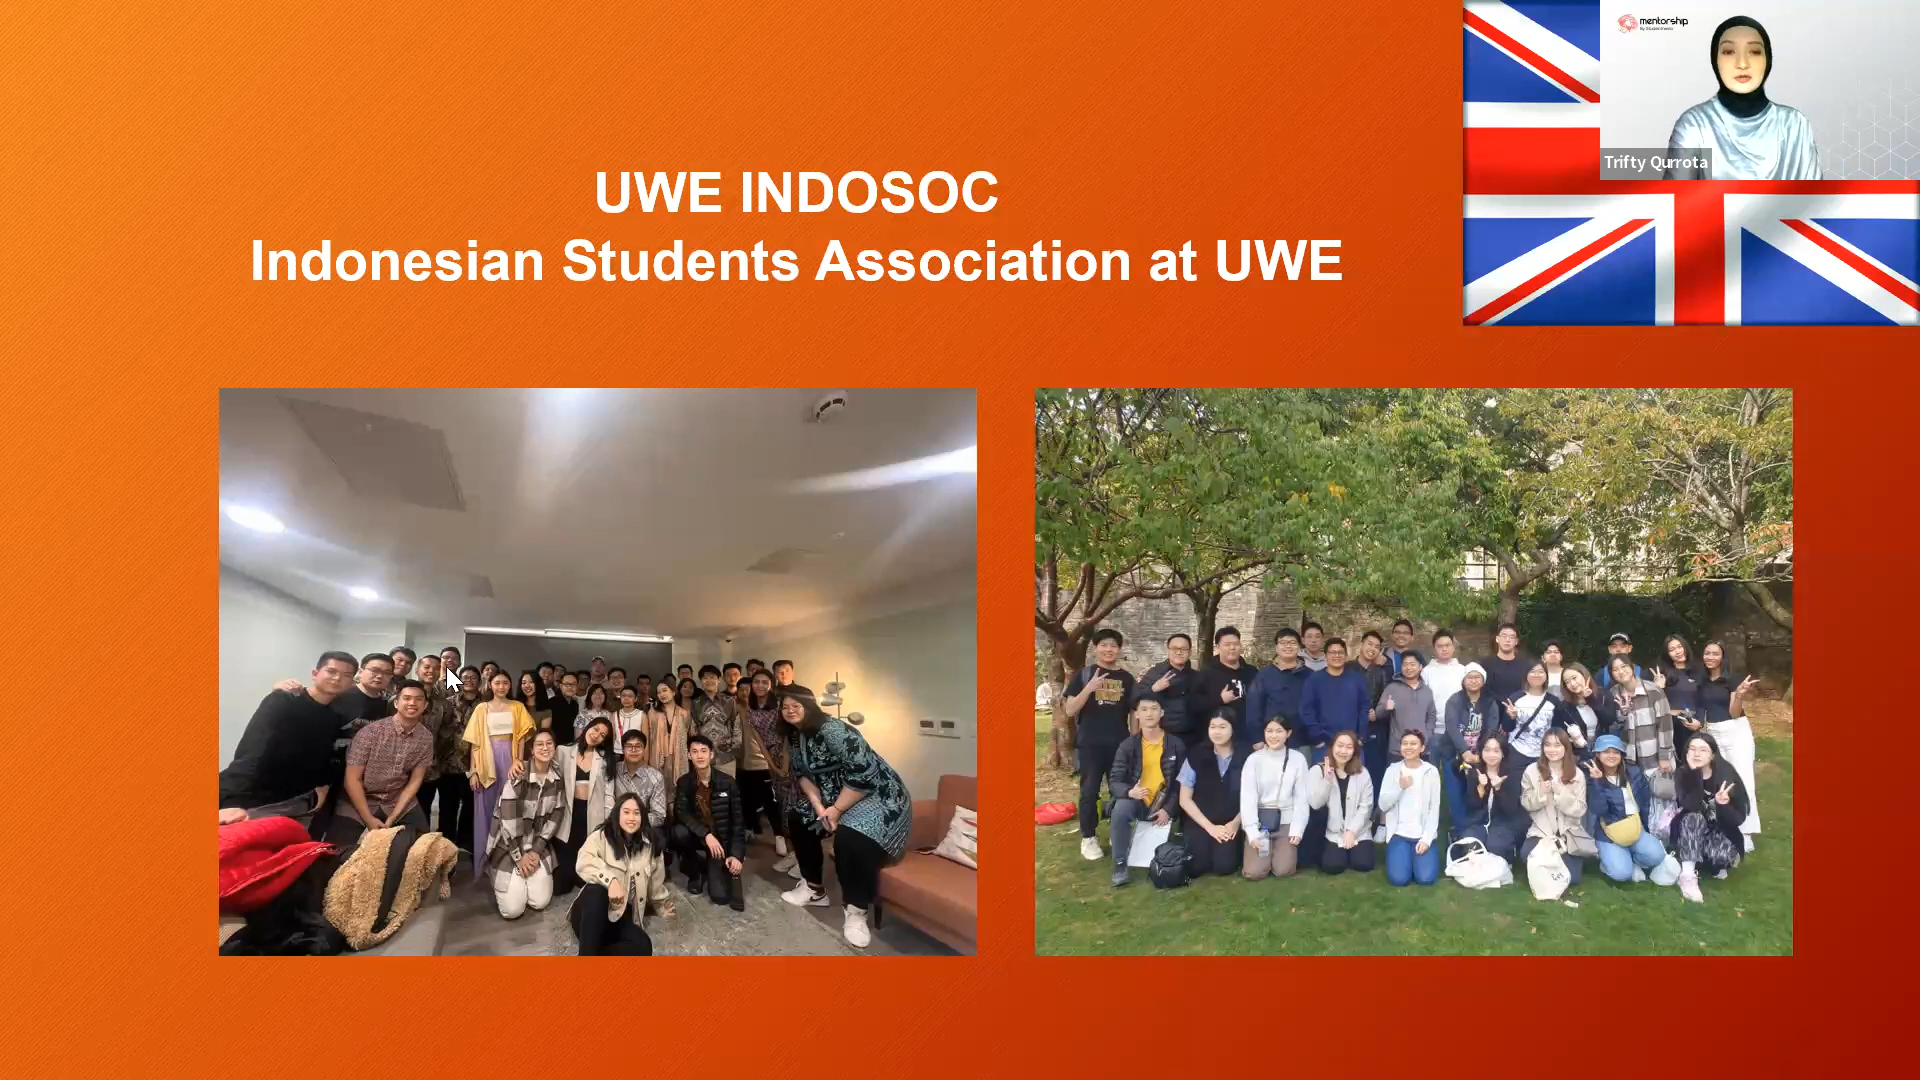 mentorship
Trifty Qurrota
UWE INDOSOC
Indonesian Students Association at UWE